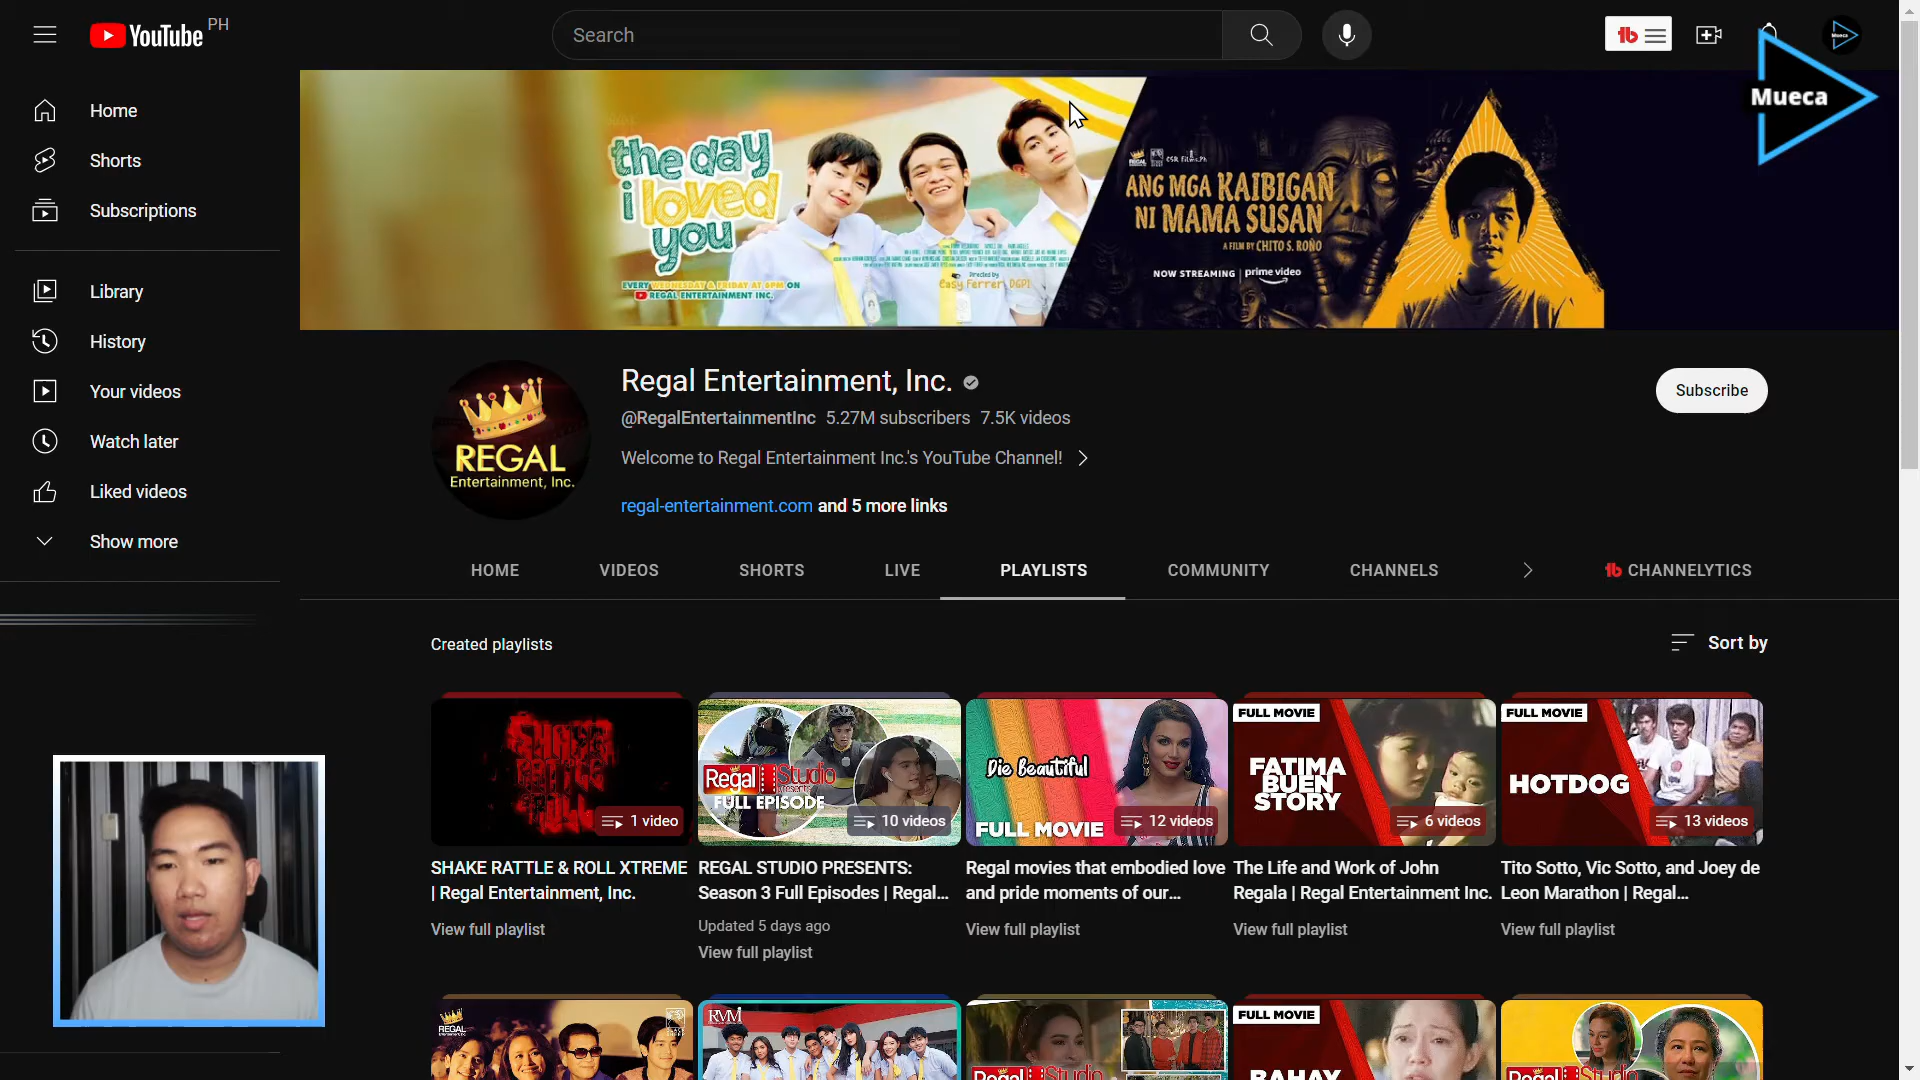 YouTube PH
Search
Home
Shorts
Subscriptions
Library
History
Your videos
Watch later
Liked videos
Show more
Mueca
the day
i loved
you
EVERY WEDNESDAY & FRIDAY AT 8PM ON
REGAL ENTERTAINMENT INC.
Directed by
Easy Ferrer, DGPI
CSR Films.Ph
ANG MGA KAIBIGAN
NI MAMA SUSAN
A FILM BY CHITO S. ROÑO
NOW STREAMING | prime video
REGAL
Entertainment, Inc.
Regal Entertainment, Inc.
@RegalEntertainmentInc 5.27M subscribers 7.5K videos
Welcome to Regal Entertainment Inc.'s YouTube Channel!
regal-entertainment.com and 5 more links
Subscribe
HOME VIDEOS SHORTS LIVE PLAYLISTS COMMUNITY CHANNELS CHANNELYTICS
Created playlists
Sort by
SHAKE
RATTLE
ROLL
1 video
SHAKE RATTLE & ROLL XTREME
| Regal Entertainment, Inc.
View full playlist
Regal Studio
Presents
FULL EPISODE
10 videos
REGAL STUDIO PRESENTS:
Season 3 Full Episodes | Regal...
Updated 5 days ago
View full playlist
Die Beautiful
FULL MOVIE
12 videos
Regal movies that embodied love
and pride moments of our...
View full playlist
FULL MOVIE
FATIMA
BUEN
STORY
6 videos
The Life and Work of John
Regala | Regal Entertainment Inc.
View full playlist
FULL MOVIE
HOTDOG
13 videos
Tito Sotto, Vic Sotto, and Joey de
Leon Marathon | Regal...
View full playlist
REGAL
RVM
Regal Studio
FULL MOVIE
BAHAY
Regal Studio